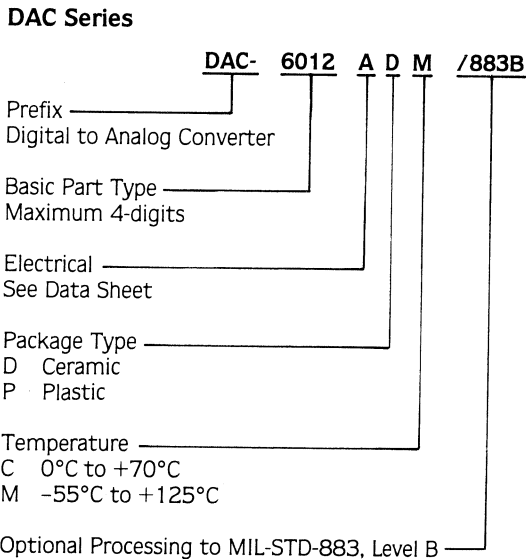 DAC Series
DAC- 6012 A D M /883B
Prefix
Digital to Analog Converter
Basic Part Type
Maximum 4-digits
Electrical
See Data Sheet
Package Type
D Ceramic
P Plastic
Temperature
C 0°C to +70°C
M -55°C to +125°C
Optional Processing to MIL-STD-883, Level B